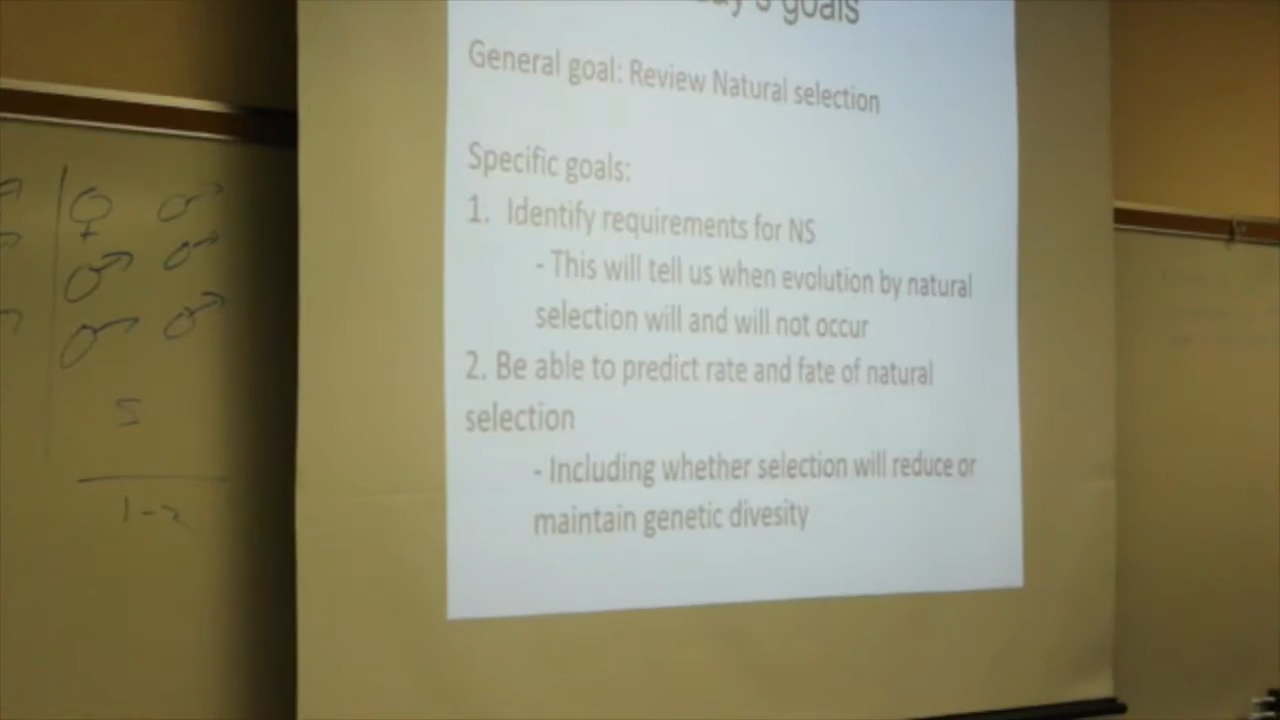 goals
General goal: Review Natural selection
Specific goals:
1. Identify requirements for NS
- This will tell us when evolution by natural
selection will and will not occur
2. Be able to predict rate and fate of natural
selection
- Including whether selection will reduce or
maintain genetic divesity
♀ ♂
♂ ♂
♂ ♂
5
1-2